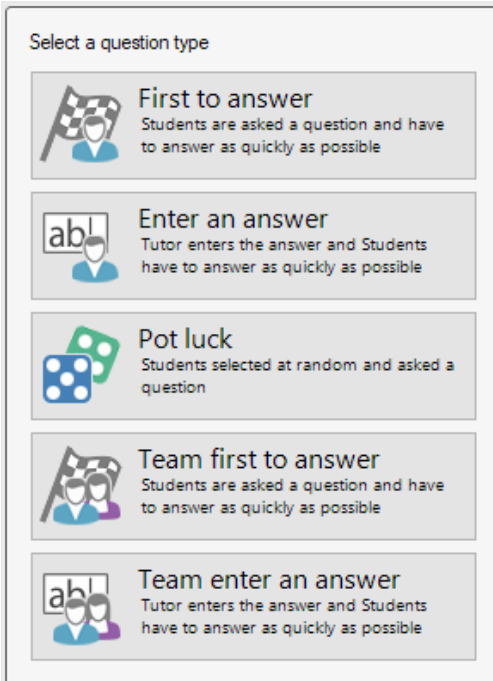 Select a question type
First to answer
Students are asked a question and have
to answer as quickly as possible
abl
Enter an answer
Tutor enters the answer and Students
have to answer as quickly as possible
Pot luck
Students selected at random and asked a
question
Team first to answer
Students are asked a question and have
to answer as quickly as possible
abl
Team enter an answer
Tutor enters the answer and Students
have to answer as quickly as possible